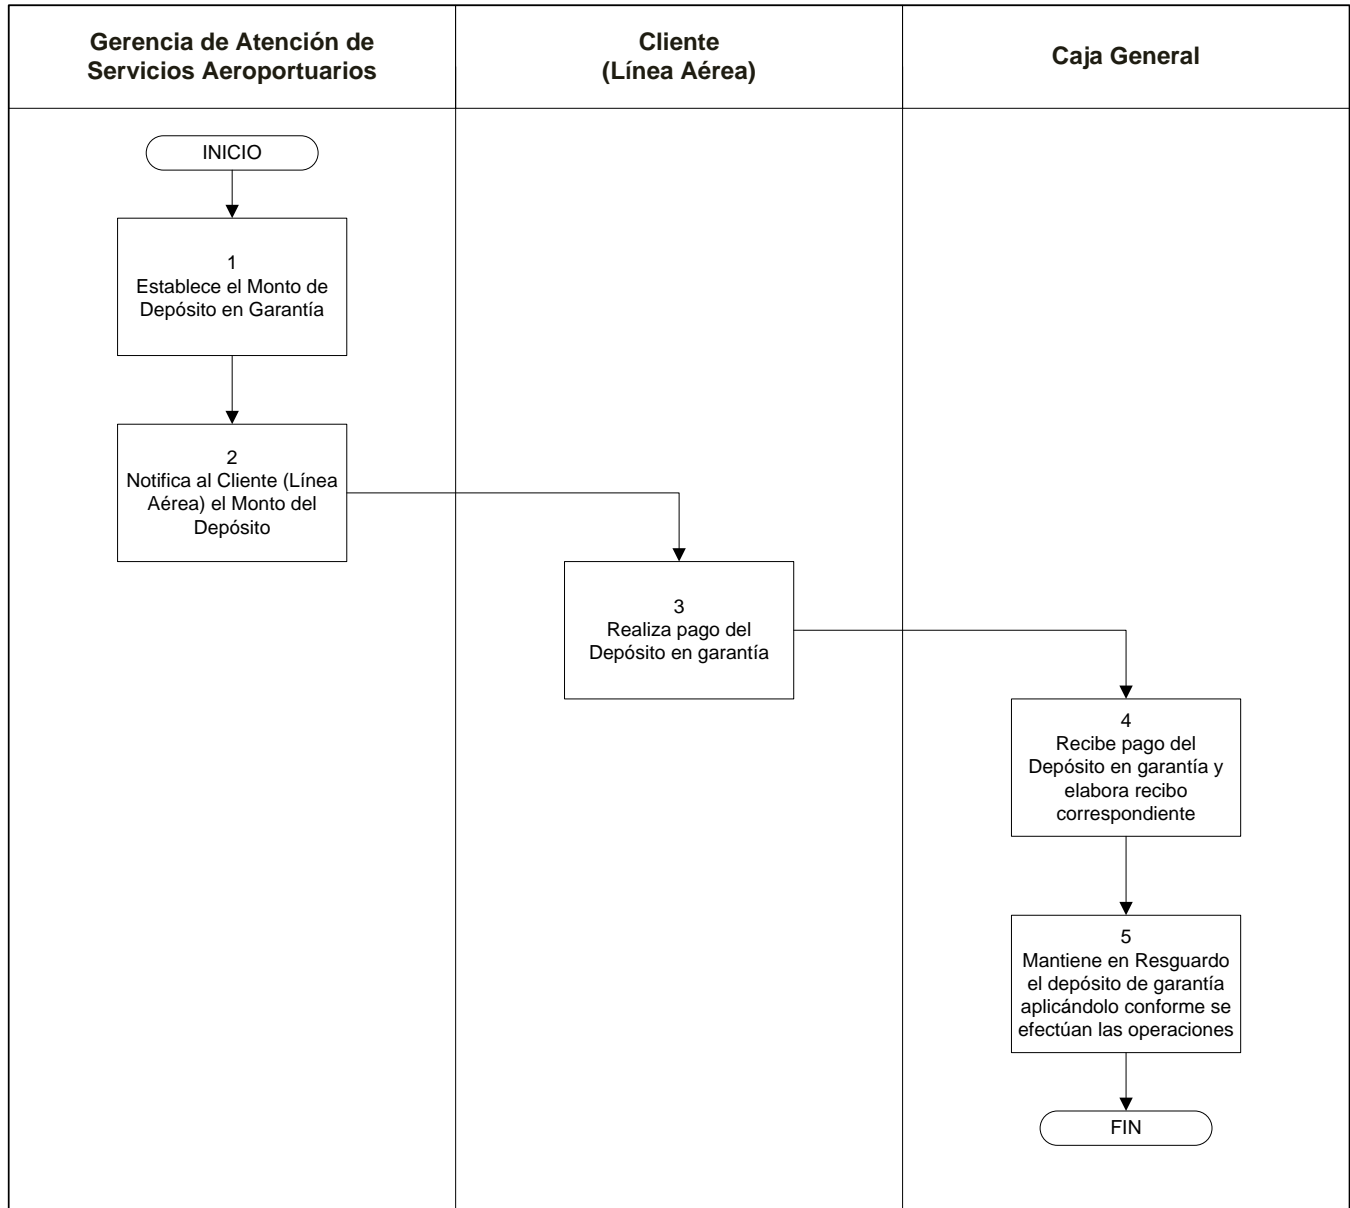 Gerencia de Atención de
Servicios Aeroportuarios
Cliente
(Línea Aérea)
Caja General
INICIO
1
Establece el Monto de
Depósito en Garantía
2
Notifica al Cliente (Línea
Aérea) el Monto del
Depósito
3
Realiza pago del
Depósito en garantía
4
Recibe pago del
Depósito en garantía y
elabora recibo
correspondiente
5
Mantiene en Resguardo
el depósito de garantía
aplicándolo conforme se
efectúan las operaciones
FIN